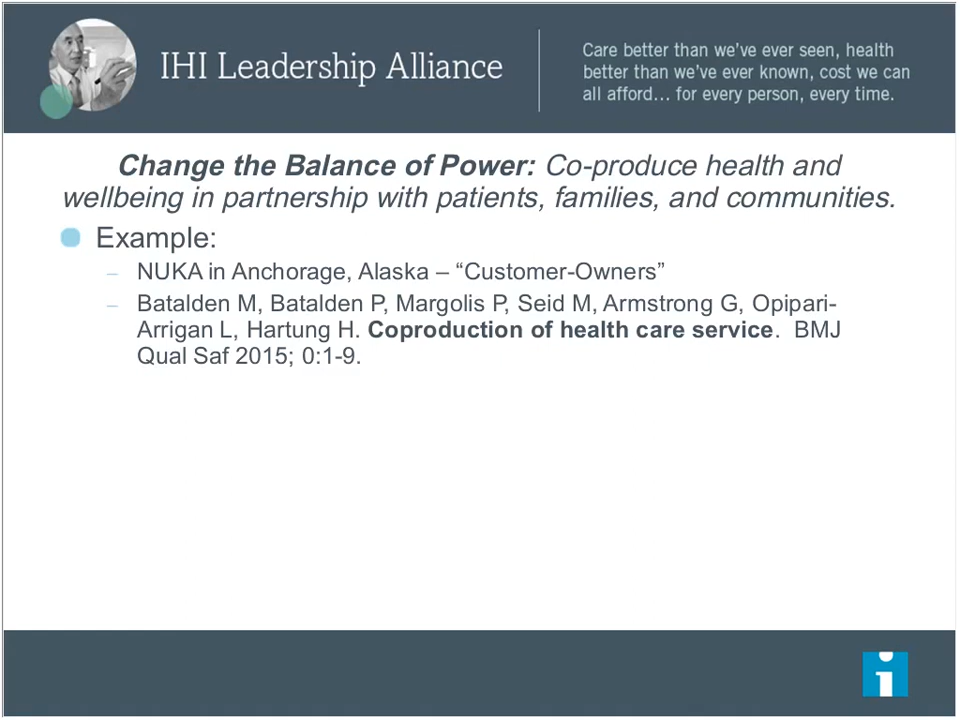 IHI Leadership Alliance
Care better than we've ever seen, health
better than we've ever known, cost we can
all afford… for every person, every time.
Change the Balance of Power: Co-produce health and
wellbeing in partnership with patients, families, and communities.
Example:
– NUKA in Anchorage, Alaska – “Customer-Owners”
– Batalden M, Batalden P, Margolis P, Seid M, Armstrong G, Opipari-
Arrigan L, Hartung H. Coproduction of health care service.  BMJ
Qual Saf 2015; 0:1-9.
i